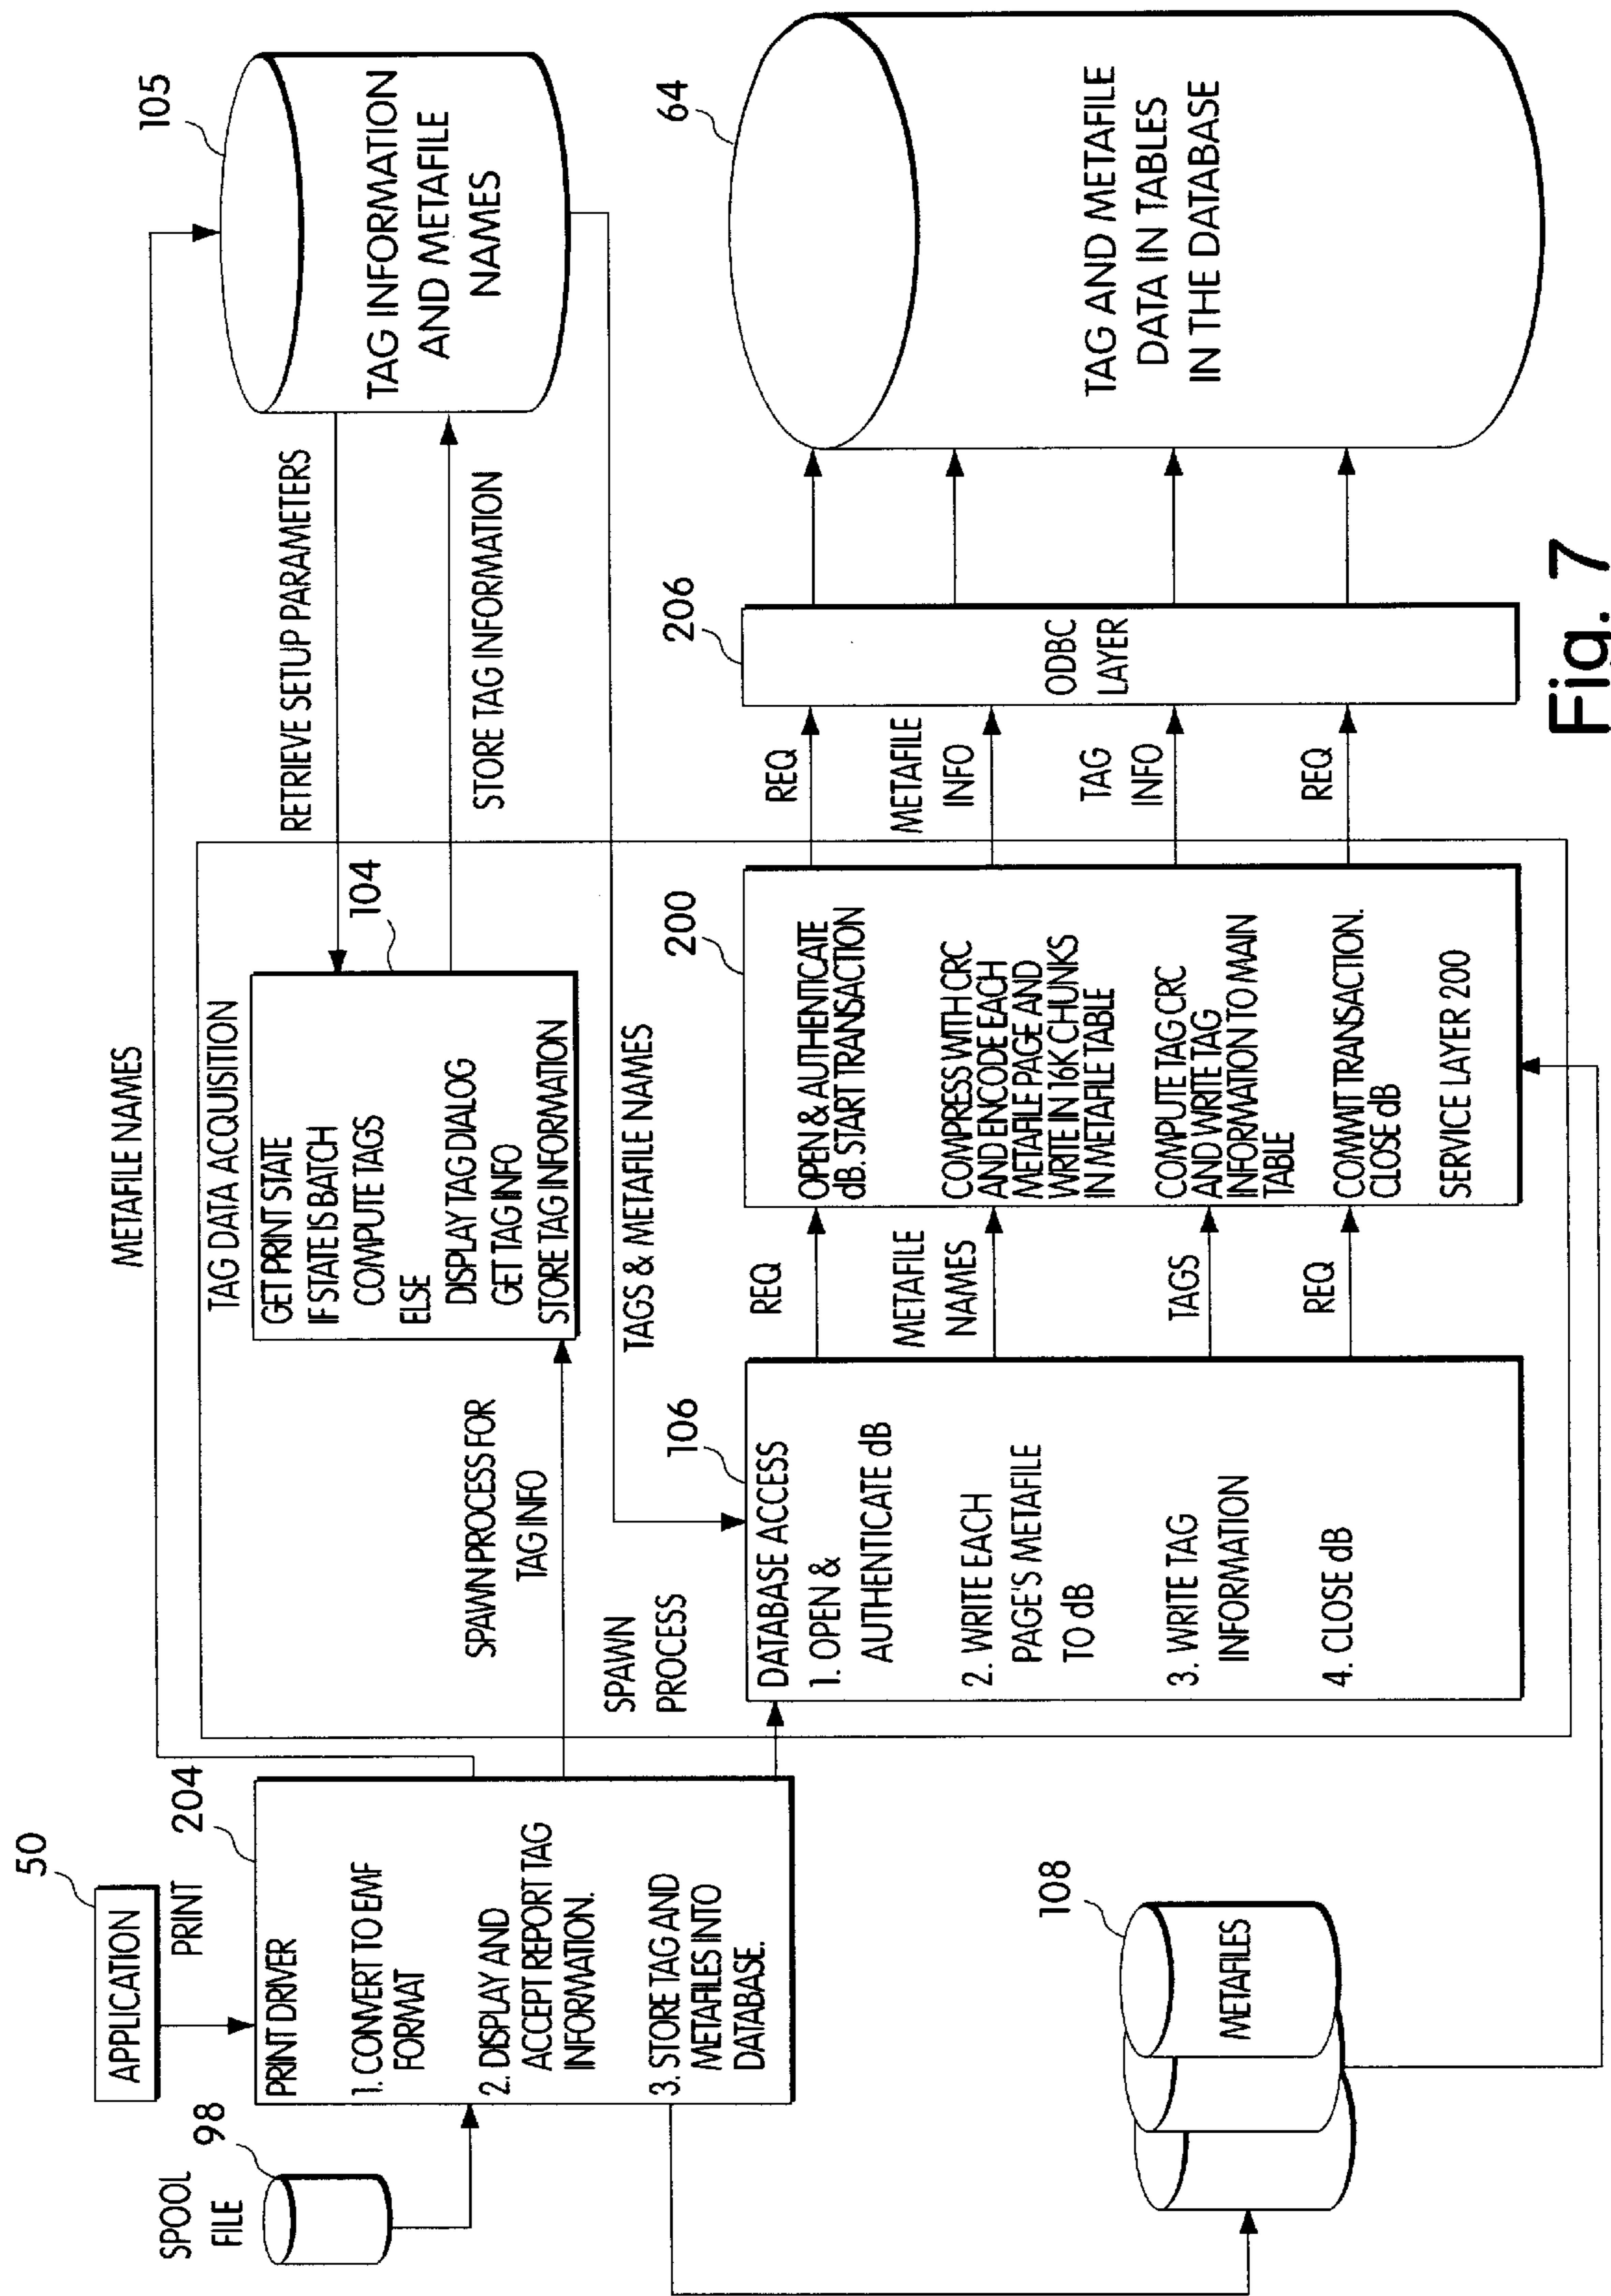 50
APPLICATION
PRINT
SPOOL
FILE
98
204
PRINT DRIVER
1. CONVERT TO EMF
FORMAT
2. DISPLAY AND
ACCEPT REPORT TAG
INFORMATION.
3. STORE TAG AND
METAFILES INTO
DATABASE.
108
METAFILES
METAFILE NAMES
TAG DATA ACQUISITION
104
GET PRINT STATE
IF STATE IS BATCH
COMPUTE TAGS
ELSE
DISPLAY TAG DIALOG
GET TAG INFO
STORE TAG INFORMATION
SPAWN PROCESS FOR
TAG INFO
RETRIEVE SETUP PARAMETERS
STORE TAG INFORMATION
105
TAG INFORMATION
AND METAFILE
NAMES
TAGS & METAFILE NAMES
SPAWN
PROCESS
106
DATABASE ACCESS
1. OPEN &
AUTHENTICATE dB
2. WRITE EACH
PAGE'S METAFILE
TO dB
3. WRITE TAG
INFORMATION
4. CLOSE dB
REQ
METAFILE
NAMES
TAGS
REQ
200
OPEN & AUTHENTICATE
dB. START TRANSACTION
COMPRESS WITH CRC
AND ENCODE EACH
METAFILE PAGE AND
WRITE IN 16K CHUNKS
IN METAFILE TABLE
COMPUTE TAG CRC
AND WRITE TAG
INFORMATION TO MAIN
TABLE
COMMIT TRANSACTION.
CLOSE dB
SERVICE LAYER 200
REQ
METAFILE
INFO
TAG
INFO
REQ
206
ODBC
LAYER
64
TAG AND METAFILE
DATA IN TABLES
IN THE DATABASE
Fig. 7